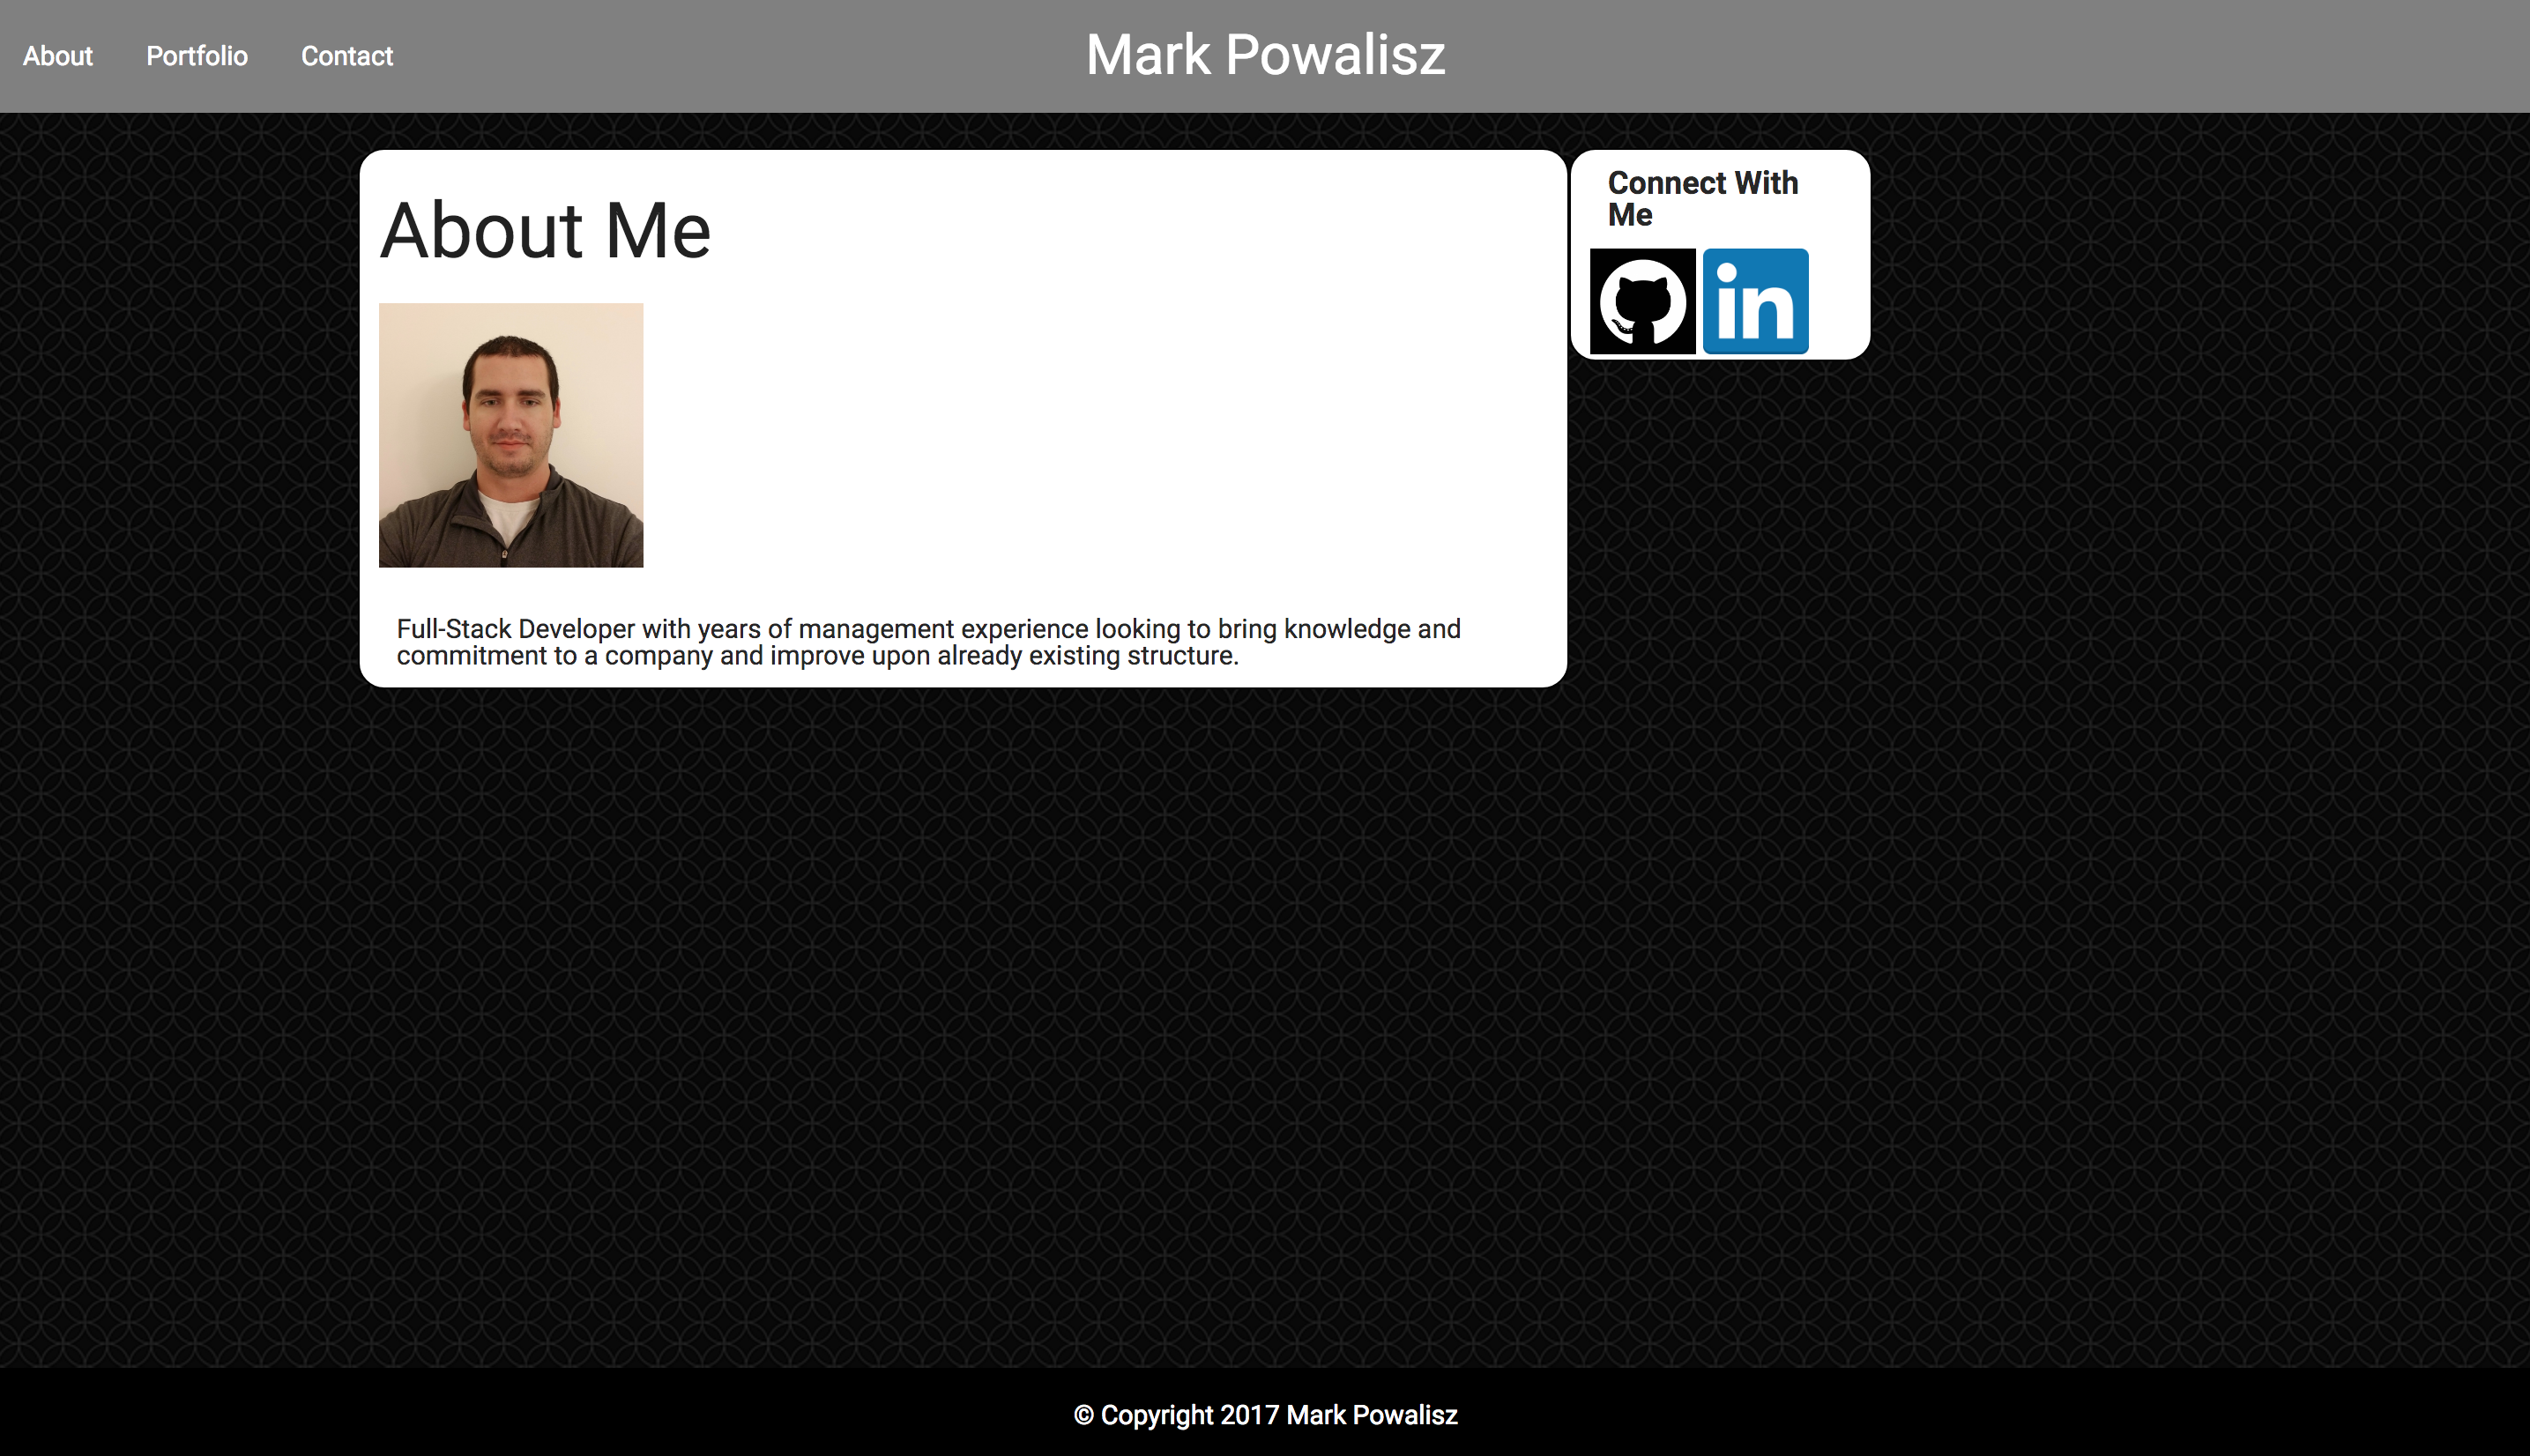 About Portfolio Contact Mark Powalisz
About Me
Connect With
Me
in
Full-Stack Developer with years of management experience looking to bring knowledge and
commitment to a company and improve upon already existing structure.
© Copyright 2017 Mark Powalisz